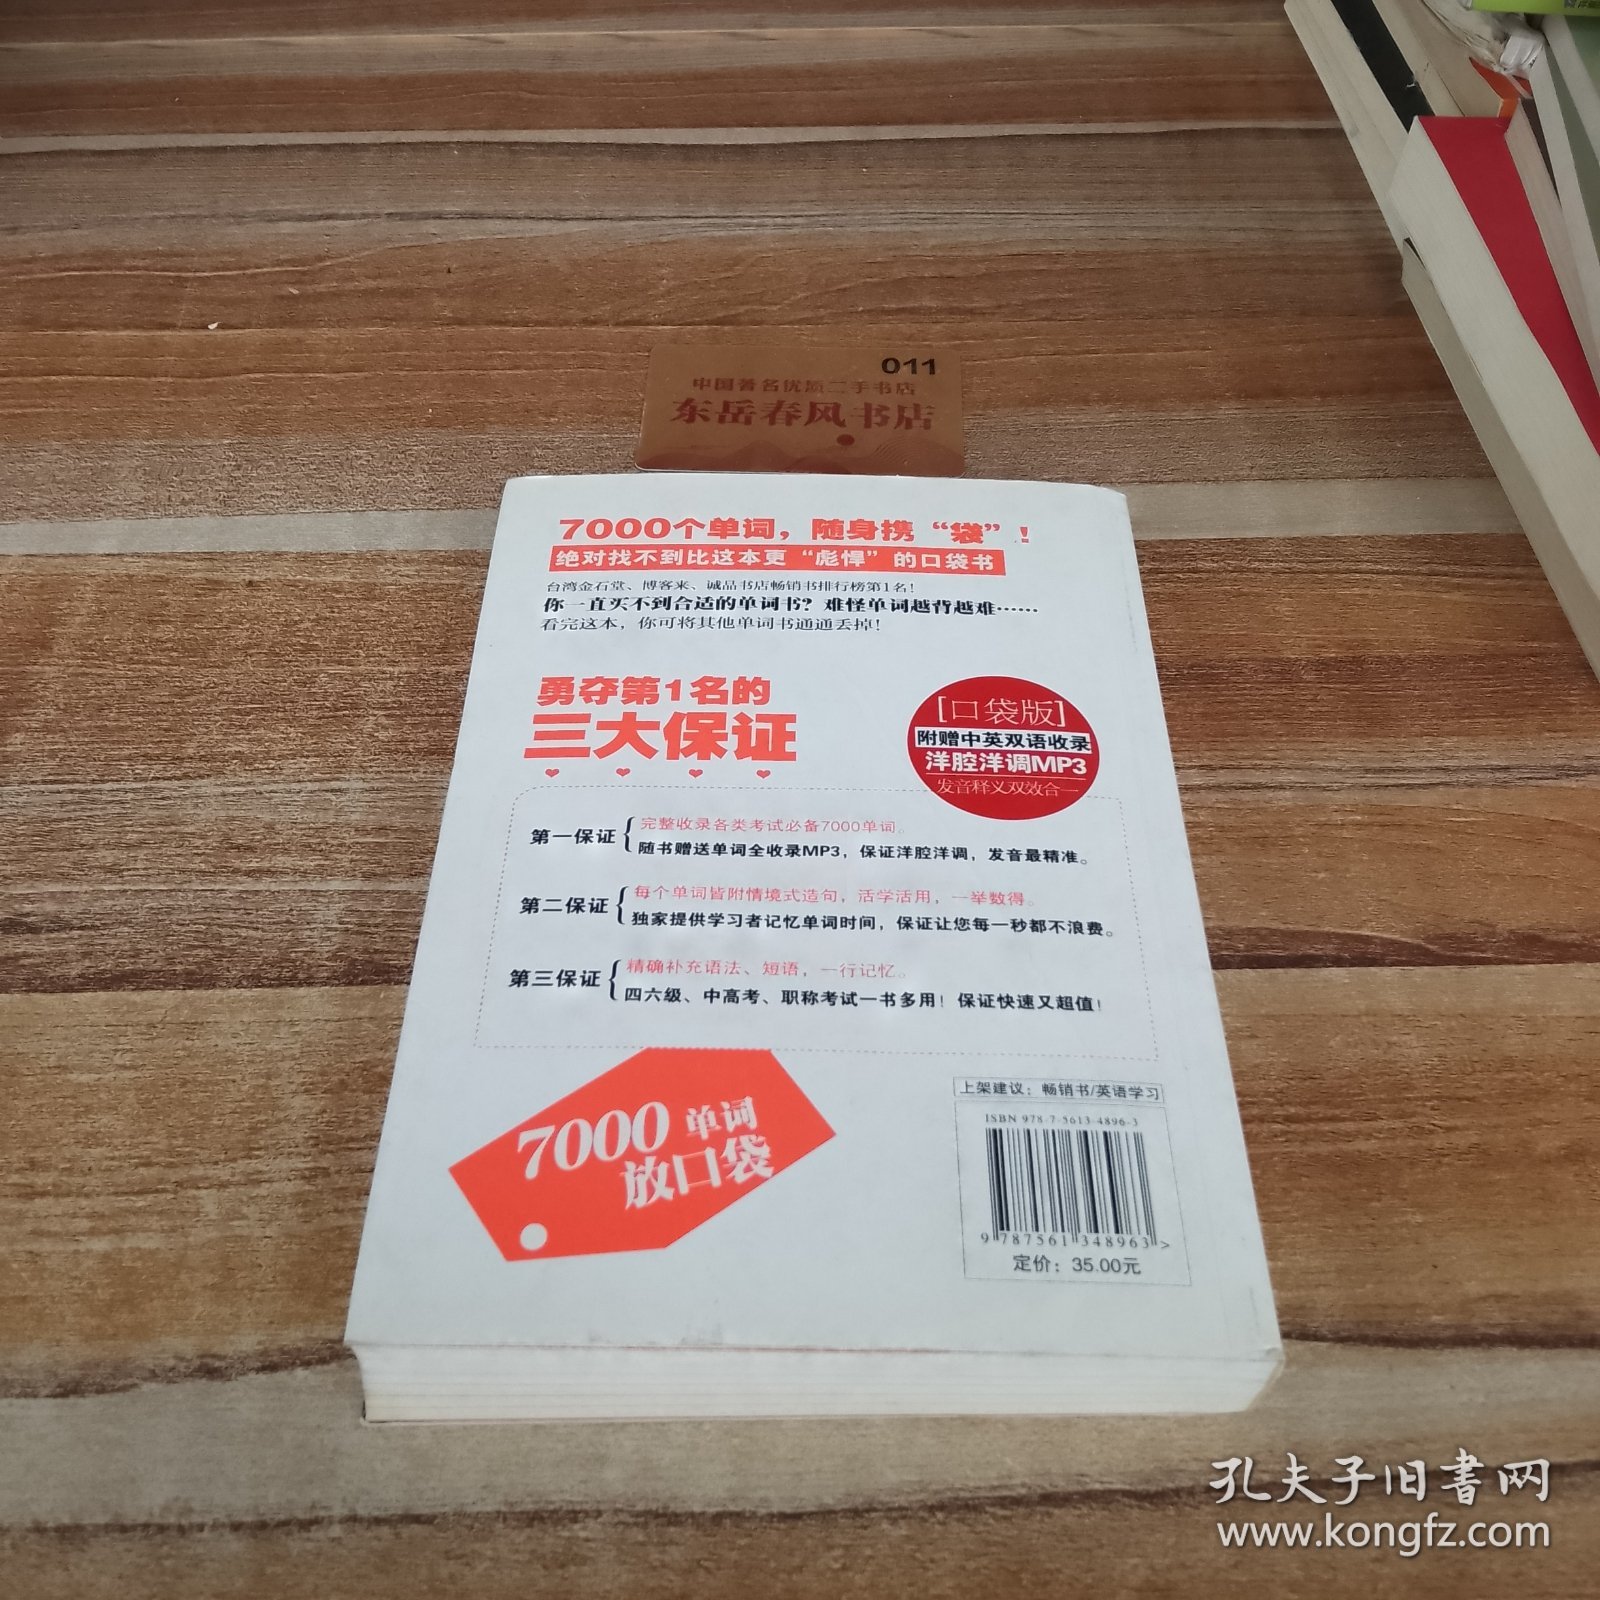 011
中国著名优质二手书店
东岳春风书店
7000个单词，随身携“袋”！
绝对找不到比这本更“彪悍”的口袋书
台湾金石堂、博客来、诚品书店畅销书排行榜第1名！
你一直买不到合适的单词书？难怪单词越背越难……
看完这本，你可将其他单词书通通丢掉！
勇夺第1名的
三大保证
[口袋版]
附赠中英双语收录
洋腔洋调MP3
发音释义双效合一
第一保证
完整收录各类考试必备7000单词。
随书赠送单词全收录MP3，保证洋腔洋调，发音最精准。
第二保证
每个单词皆附情境式造句，活学活用，一举数得。
独家提供学习者记忆单词时间，保证让您每一秒都不浪费。
第三保证
精确补充语法、短语，一行记忆。
四六级、中高考、职称考试一书多用！保证快速又超值！
7000单词
放口袋
上架建议：畅销书/英语学习
ISBN 978-7-5613-4896-3
9 787561 348963 >
定价：35.00元
孔夫子旧书网
www.kongfz.com